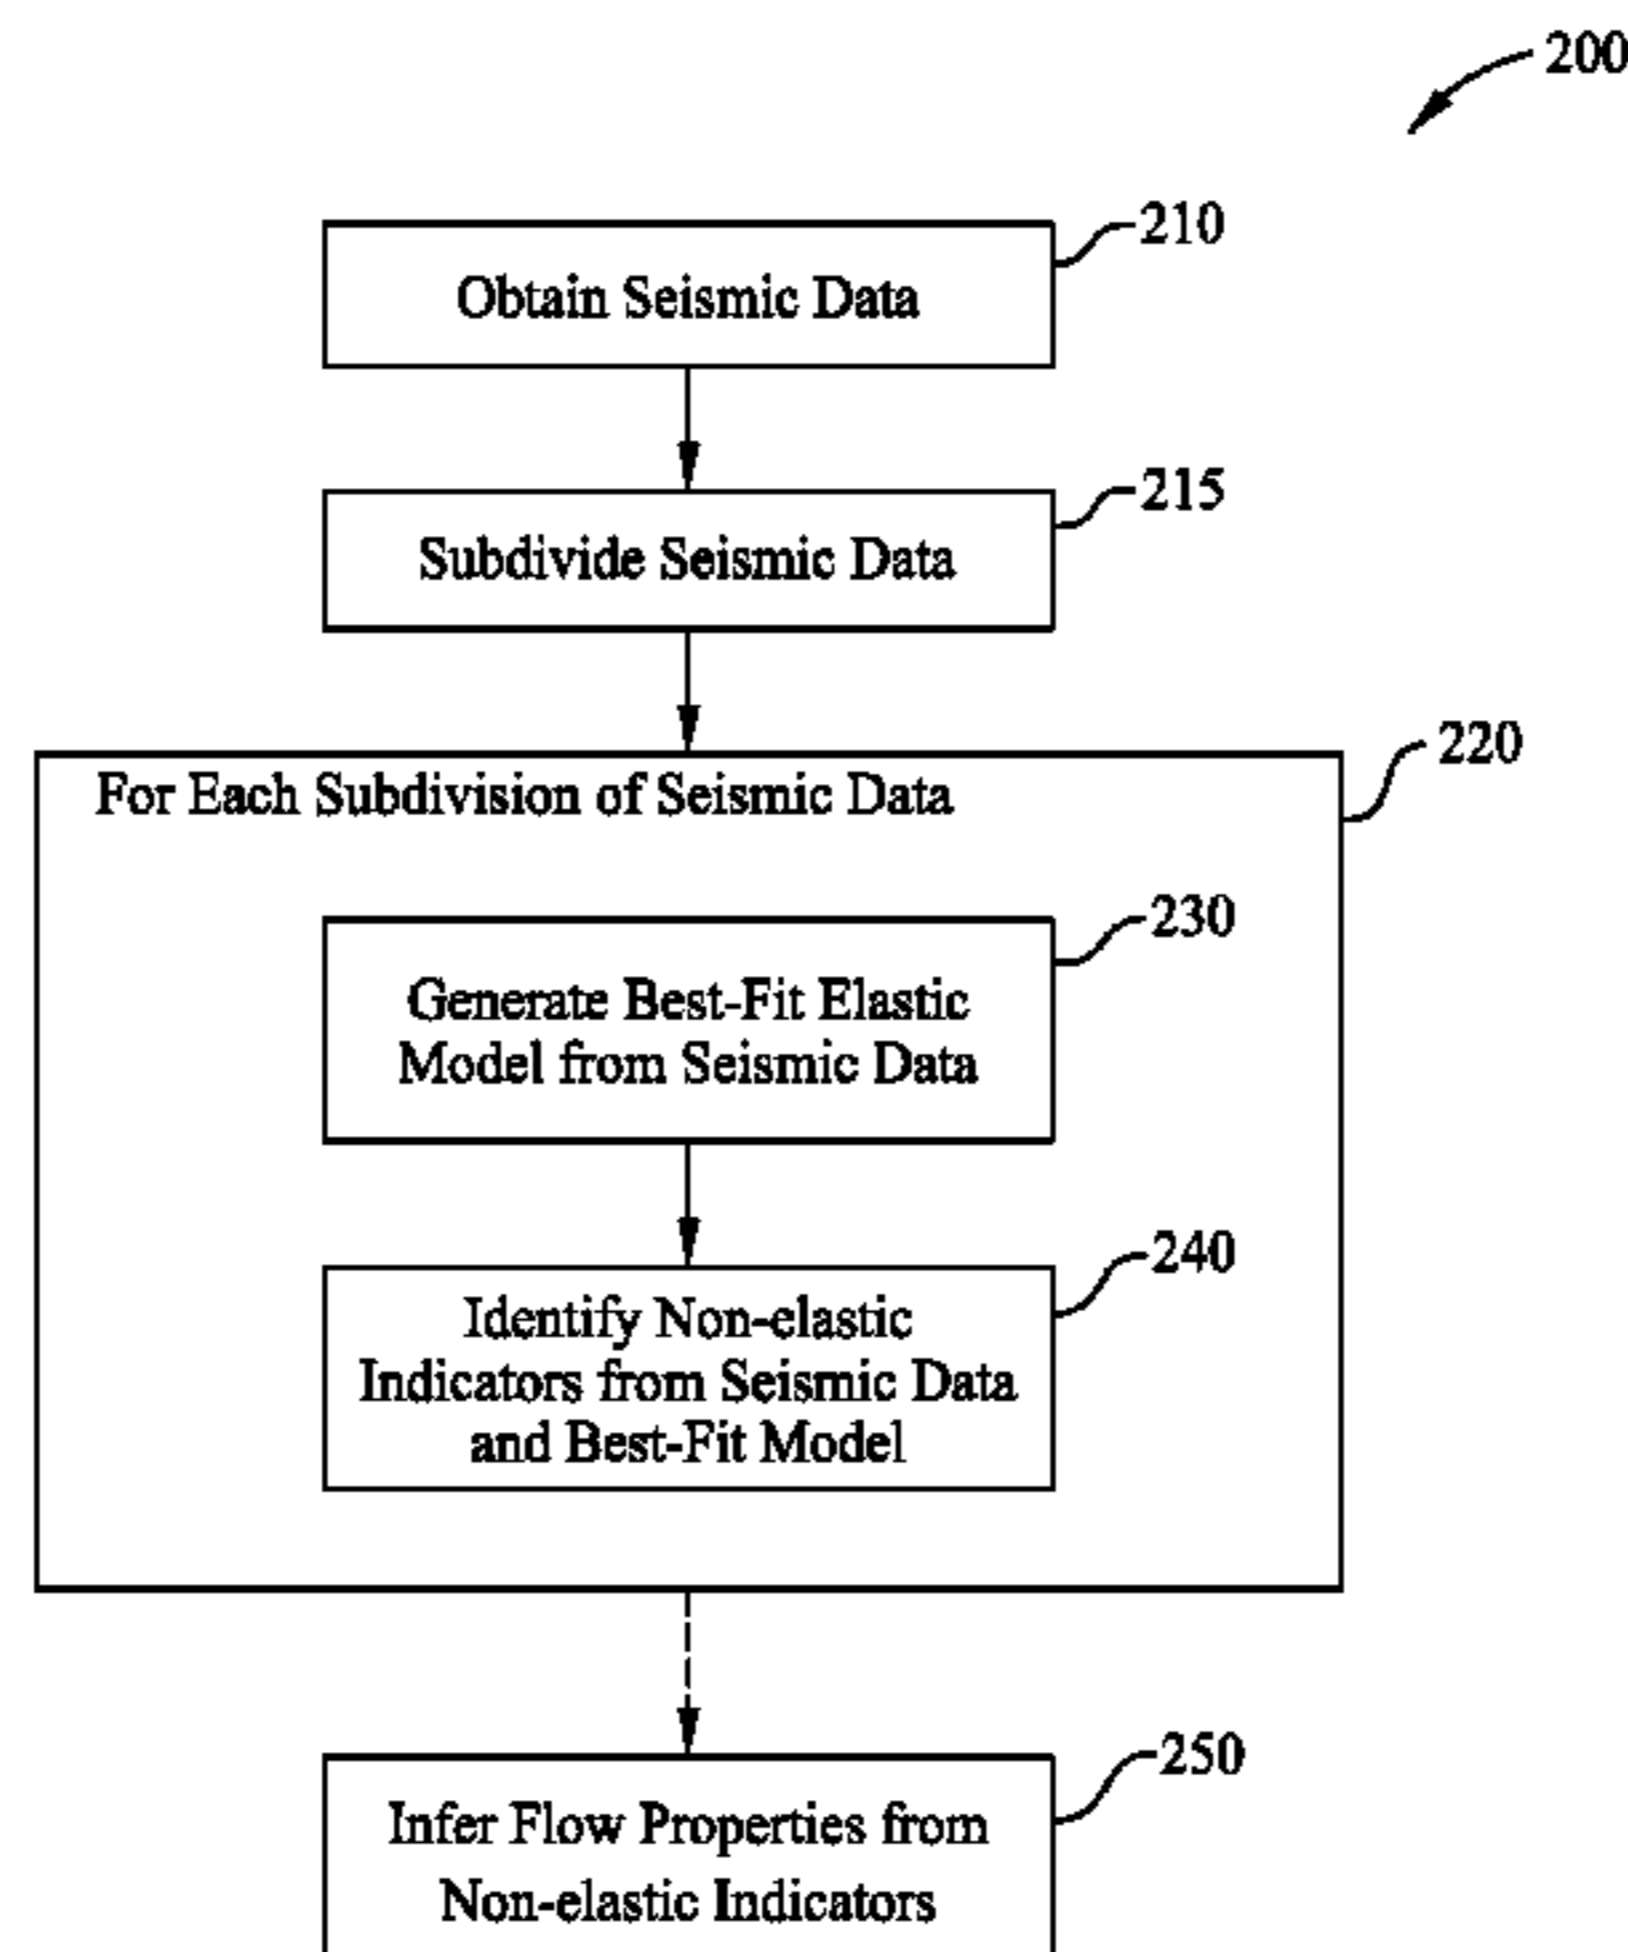 200
210
Obtain Seismic Data
215
Subdivide Seismic Data
220
For Each Subdivision of Seismic Data
230
Generate Best-Fit Elastic
Model from Seismic Data
240
Identify Non-elastic
Indicators from Seismic Data
and Best-Fit Model
250
Infer Flow Properties from
Non-elastic Indicators